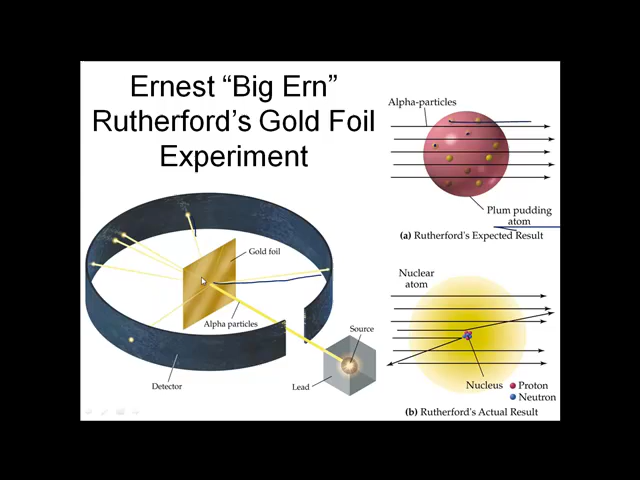 Ernest “Big Ern”
Rutherford’s Gold Foil
Experiment
Alpha-particles
Plum pudding
atom
(a) Rutherford's Expected Result
Gold foil
Alpha particles
Source
Lead
Detector
Nuclear
atom
Nucleus
Proton
Neutron
(b) Rutherford's Actual Result